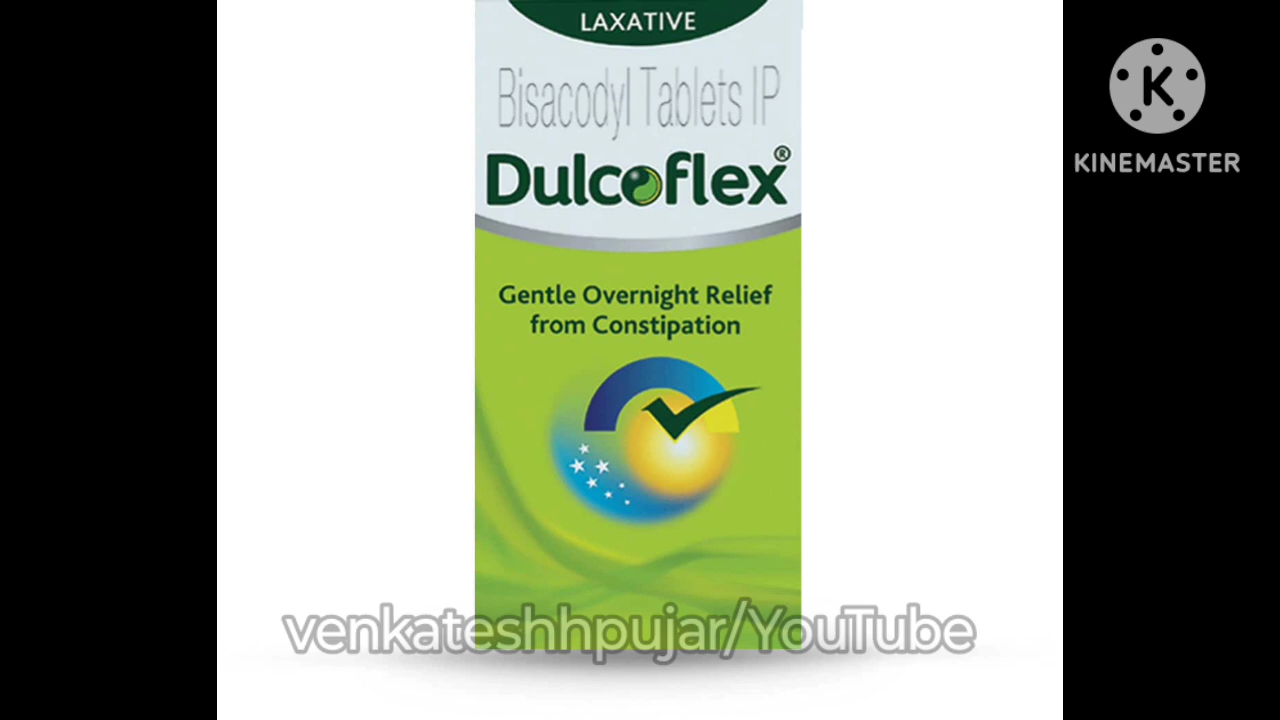 LAXATIVE
Bisacodyl Tablets IP
Dulcoflex®
Gentle Overnight Relief
from Constipation
K
KINEMASTER
venkateshhpujar/YouTube